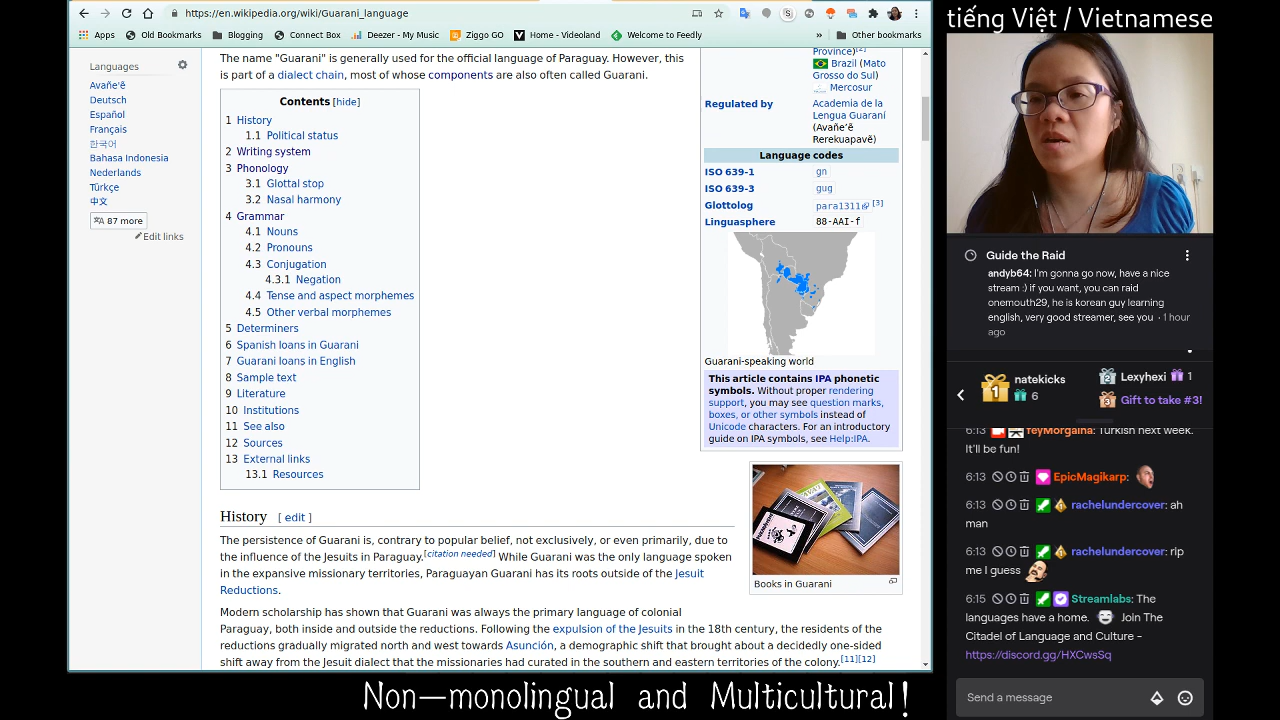 https://en.wikipedia.org/wiki/Guarani_language
Apps Old Bookmarks Blogging Connect Box Deezer - My Music Ziggo GO Home - Videoland Welcome to Feedly » Other bookmarks
Languages
Avañe'ẽ
Deutsch
Español
Français
한국어
Bahasa Indonesia
Nederlands
Türkçe
中文
87 more
Edit links
The name "Guarani" is generally used for the official language of Paraguay. However, this
is part of a dialect chain, most of whose components are also often called Guarani.
Contents [hide]
1 History
1.1 Political status
2 Writing system
3 Phonology
3.1 Glottal stop
3.2 Nasal harmony
4 Grammar
4.1 Nouns
4.2 Pronouns
4.3 Conjugation
4.3.1 Negation
4.4 Tense and aspect morphemes
4.5 Other verbal morphemes
5 Determiners
6 Spanish loans in Guarani
7 Guarani loans in English
8 Sample text
9 Literature
10 Institutions
11 See also
12 Sources
13 External links
13.1 Resources
History [ edit ]
The persistence of Guarani is, contrary to popular belief, not exclusively, or even primarily, due to
the influence of the Jesuits in Paraguay.[citation needed] While Guarani was the only language spoken
in the expansive missionary territories, Paraguayan Guarani has its roots outside of the Jesuit
Reductions.
Modern scholarship has shown that Guarani was always the primary language of colonial
Paraguay, both inside and outside the reductions. Following the expulsion of the Jesuits in the 18th century, the residents of the
reductions gradually migrated north and west towards Asunción, a demographic shift that brought about a decidedly one-sided
shift away from the Jesuit dialect that the missionaries had curated in the southern and eastern territories of the colony.[11][12]
Province)[2]
Brazil (Mato
Grosso do Sul)
Mercosur
Regulated by Academia de la
Lengua Guaraní
(Avañe'ẽ
Rerekuapavẽ)
Language codes
ISO 639-1 gn
ISO 639-3 gug
Glottolog para1311 [3]
Linguasphere 88-AAI-f
Guarani-speaking world
This article contains IPA phonetic
symbols. Without proper rendering
support, you may see question marks,
boxes, or other symbols instead of
Unicode characters. For an introductory
guide on IPA symbols, see Help:IPA.
Books in Guarani
Non—monolingual and Multicultural!
tiếng Việt / Vietnamese
Guide the Raid
andyb64: I'm gonna go now, have a nice
stream :) if you want, you can raid
onemouth29, he is korean guy learning
english, very good streamer, see you · 1 hour
ago
natekicks
6
Lexyhexi 1
Gift to take #3!
6:13 YeyMorgaina: Turkish next week.
It'll be fun!
6:13 EpicMagikarp:
6:13 rachelundercover: ah
man
6:13 rachelundercover: rip
me I guess
6:15 Streamlabs: The
languages have a home. Join The
Citadel of Language and Culture -
https://discord.gg/HXCwsSq
Send a message